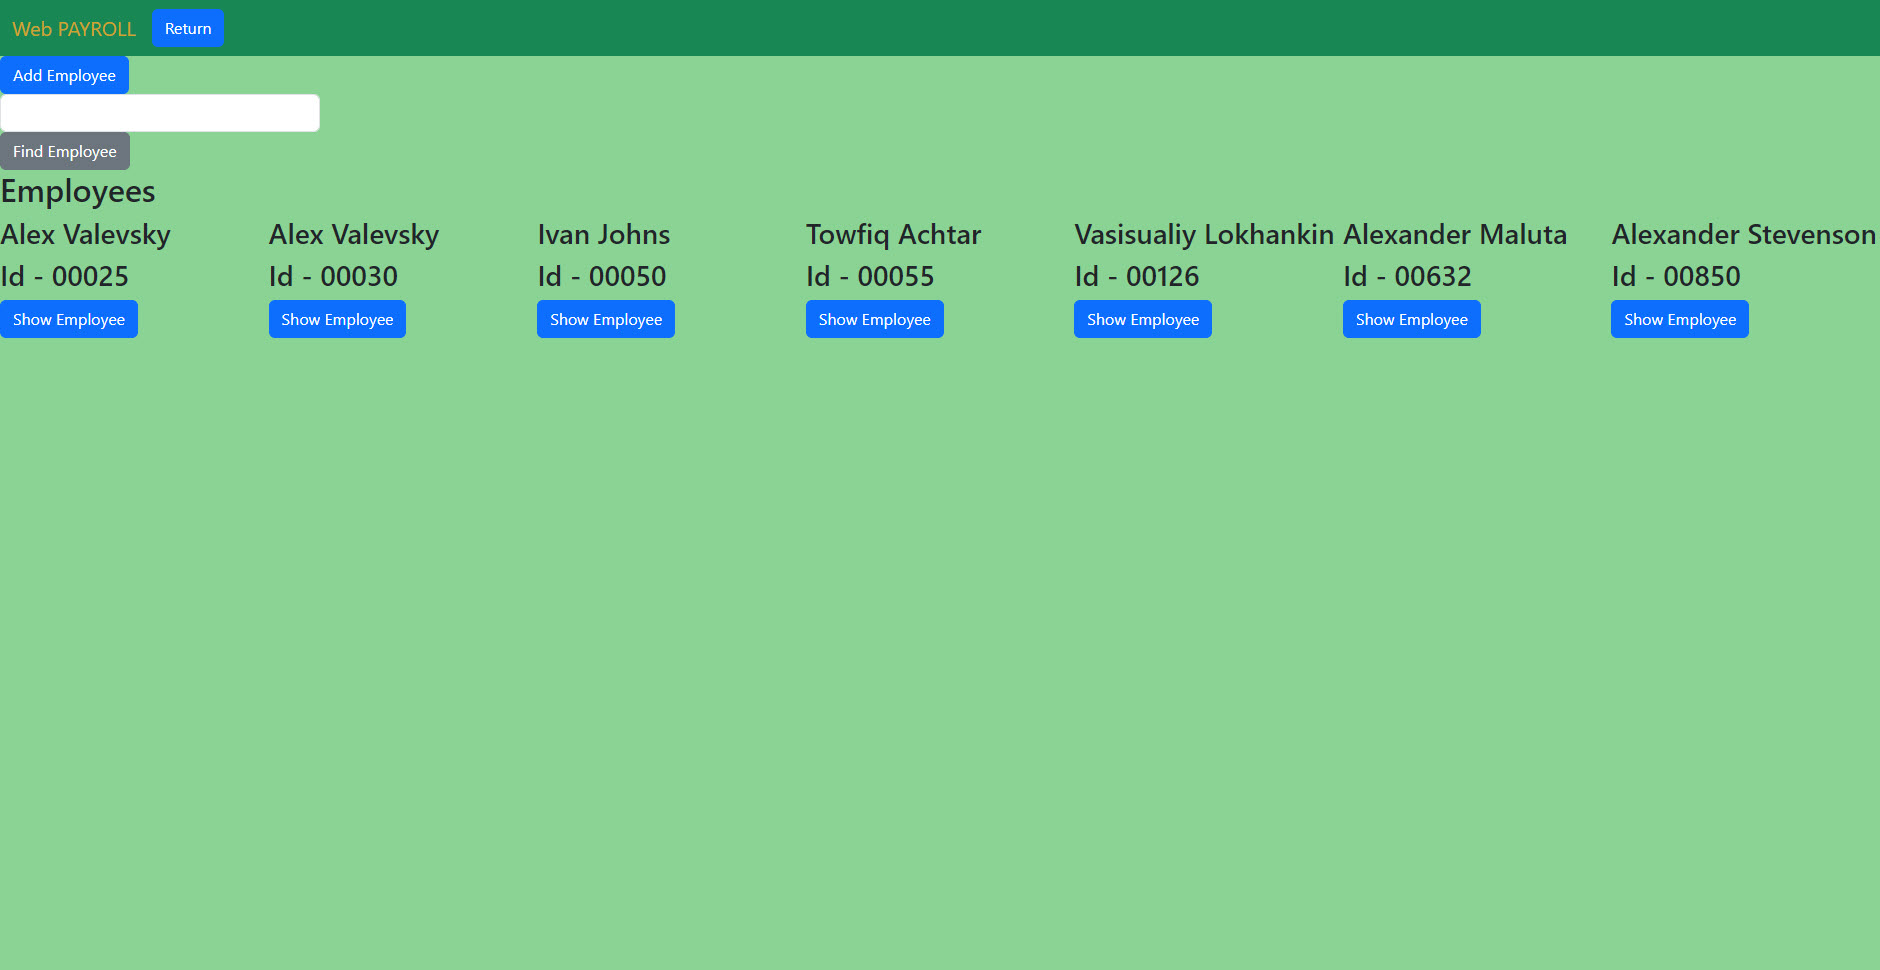 Web PAYROLL Return
Add Employee
Find Employee
Employees
Alex Valevsky Alex Valevsky Ivan Johns Towfiq Achtar Vasisualiy Lokhankin Alexander Maluta Alexander Stevenson
Id - 00025 Id - 00030 Id - 00050 Id - 00055 Id - 00126 Id - 00632 Id - 00850
Show Employee Show Employee Show Employee Show Employee Show Employee Show Employee Show Employee